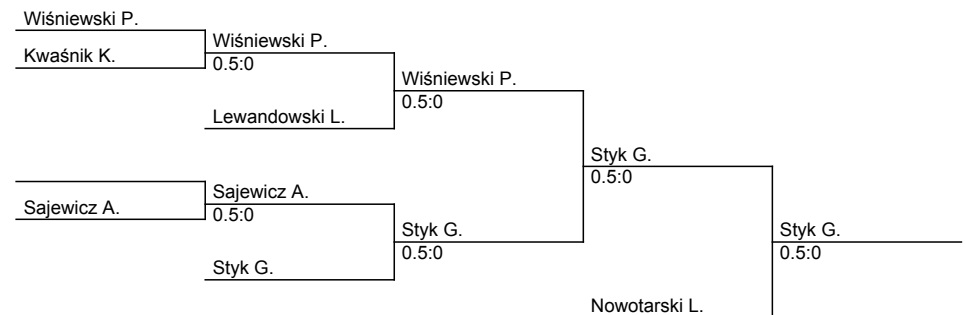 Wiśniewski P.
Wiśniewski P.
Kwaśnik K.
0.5:0
Wiśniewski P.
0.5:0
Lewandowski L.
Styk G.
0.5:0
Sajewicz A.
Sajewicz A.
0.5:0
Styk G.
Styk G.
0.5:0
0.5:0
Styk G.
Nowotarski L.